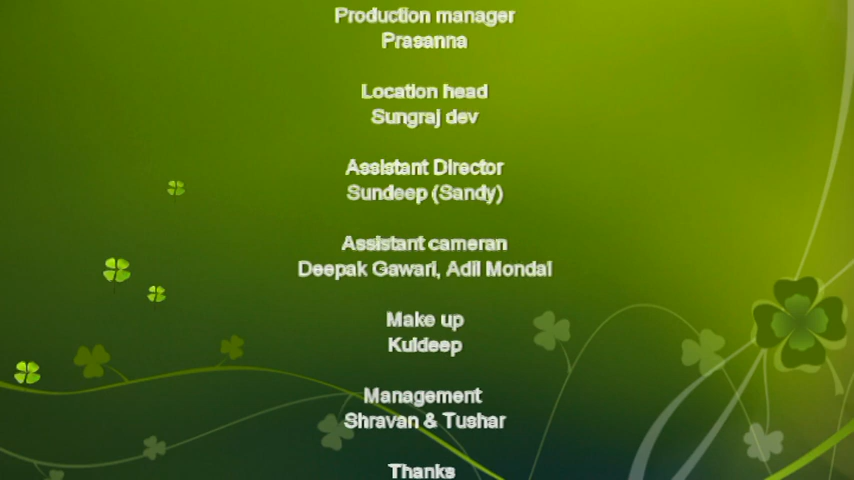 Production manager
Prasanna
Location head
Sungraj dev
Assistant Director
Sundeep (Sandy)
Assistant cameran
Deepak Gawari, Adil Mondal
Make up
Kuldeep
Management
Shravan & Tushar
Thanks